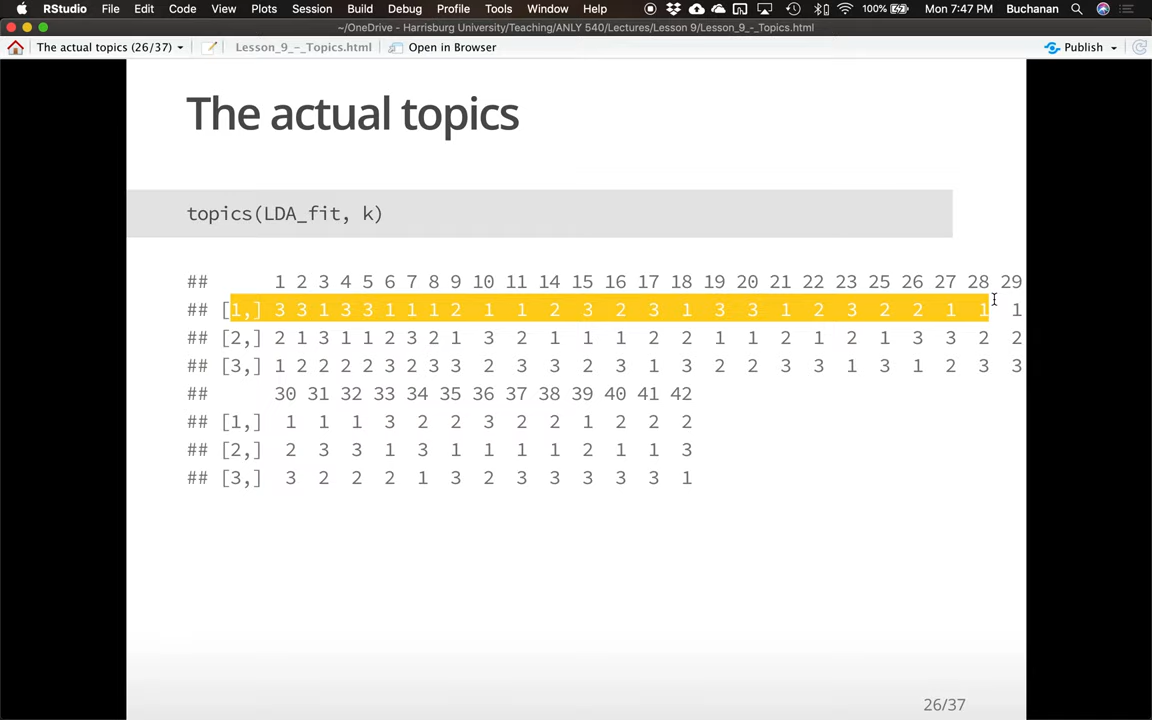 RStudio File Edit Code View Plots Session Build Debug Profile Tools Window Help 100% Mon 7:47 PM Buchanan
~/OneDrive - Harrisburg University/Teaching/ANLY 540/Lectures/Lesson 9/Lesson_9_-_Topics.html
The actual topics (26/37) Lesson_9_-_Topics.html Open in Browser Publish
The actual topics
topics(LDA_fit, k)
## 1 2 3 4 5 6 7 8 9 10 11 14 15 16 17 18 19 20 21 22 23 25 26 27 28 29
## [1,] 3 3 1 3 3 1 1 1 2 1 1 2 3 2 3 1 3 3 1 2 3 2 2 1 1 1
## [2,] 2 1 3 1 1 2 3 2 1 3 2 1 1 1 2 2 1 1 2 1 2 1 3 3 2 2
## [3,] 1 2 2 2 2 3 2 3 3 2 3 3 2 3 1 3 2 2 3 3 1 3 1 2 3 3
## 30 31 32 33 34 35 36 37 38 39 40 41 42
## [1,] 1 1 1 3 2 2 3 2 2 1 2 2 2
## [2,] 2 3 3 1 3 1 1 1 1 2 1 1 3
## [3,] 3 2 2 2 1 3 2 3 3 3 3 3 1
26/37